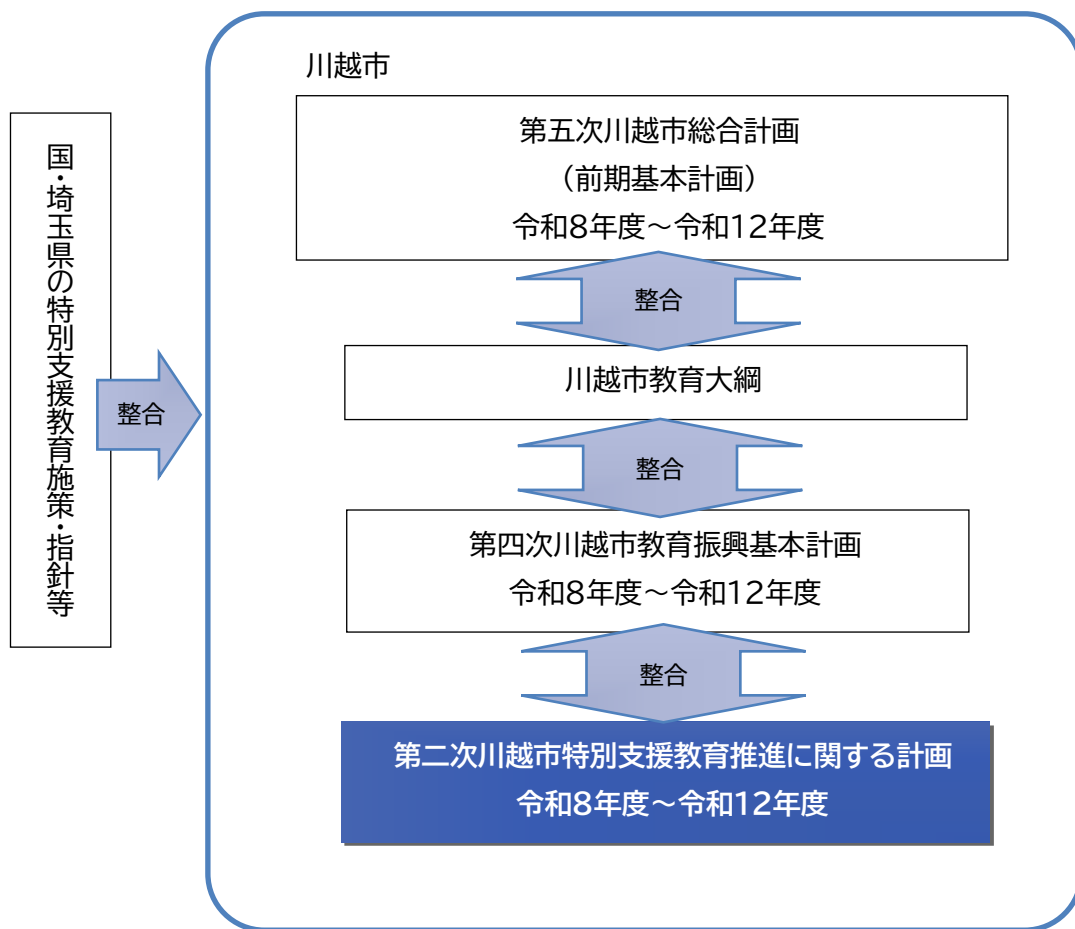 川越市
第五次川越市総合計画
（前期基本計画）
令和8年度～令和12年度
整合
川越市教育大綱
整合
第四次川越市教育振興基本計画
令和8年度～令和12年度
整合
第二次川越市特別支援教育推進に関する計画
令和8年度～令和12年度
国・埼玉県の特別支援教育施策・指針等
整合